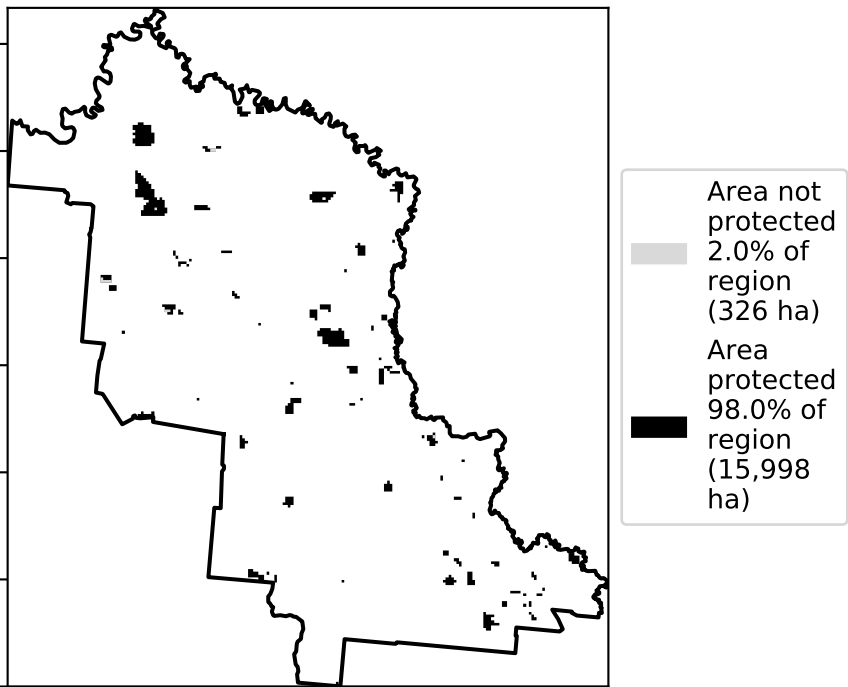 Area not
protected
2.0% of
region
(326 ha)
Area
protected
98.0% of
region
(15,998
ha)